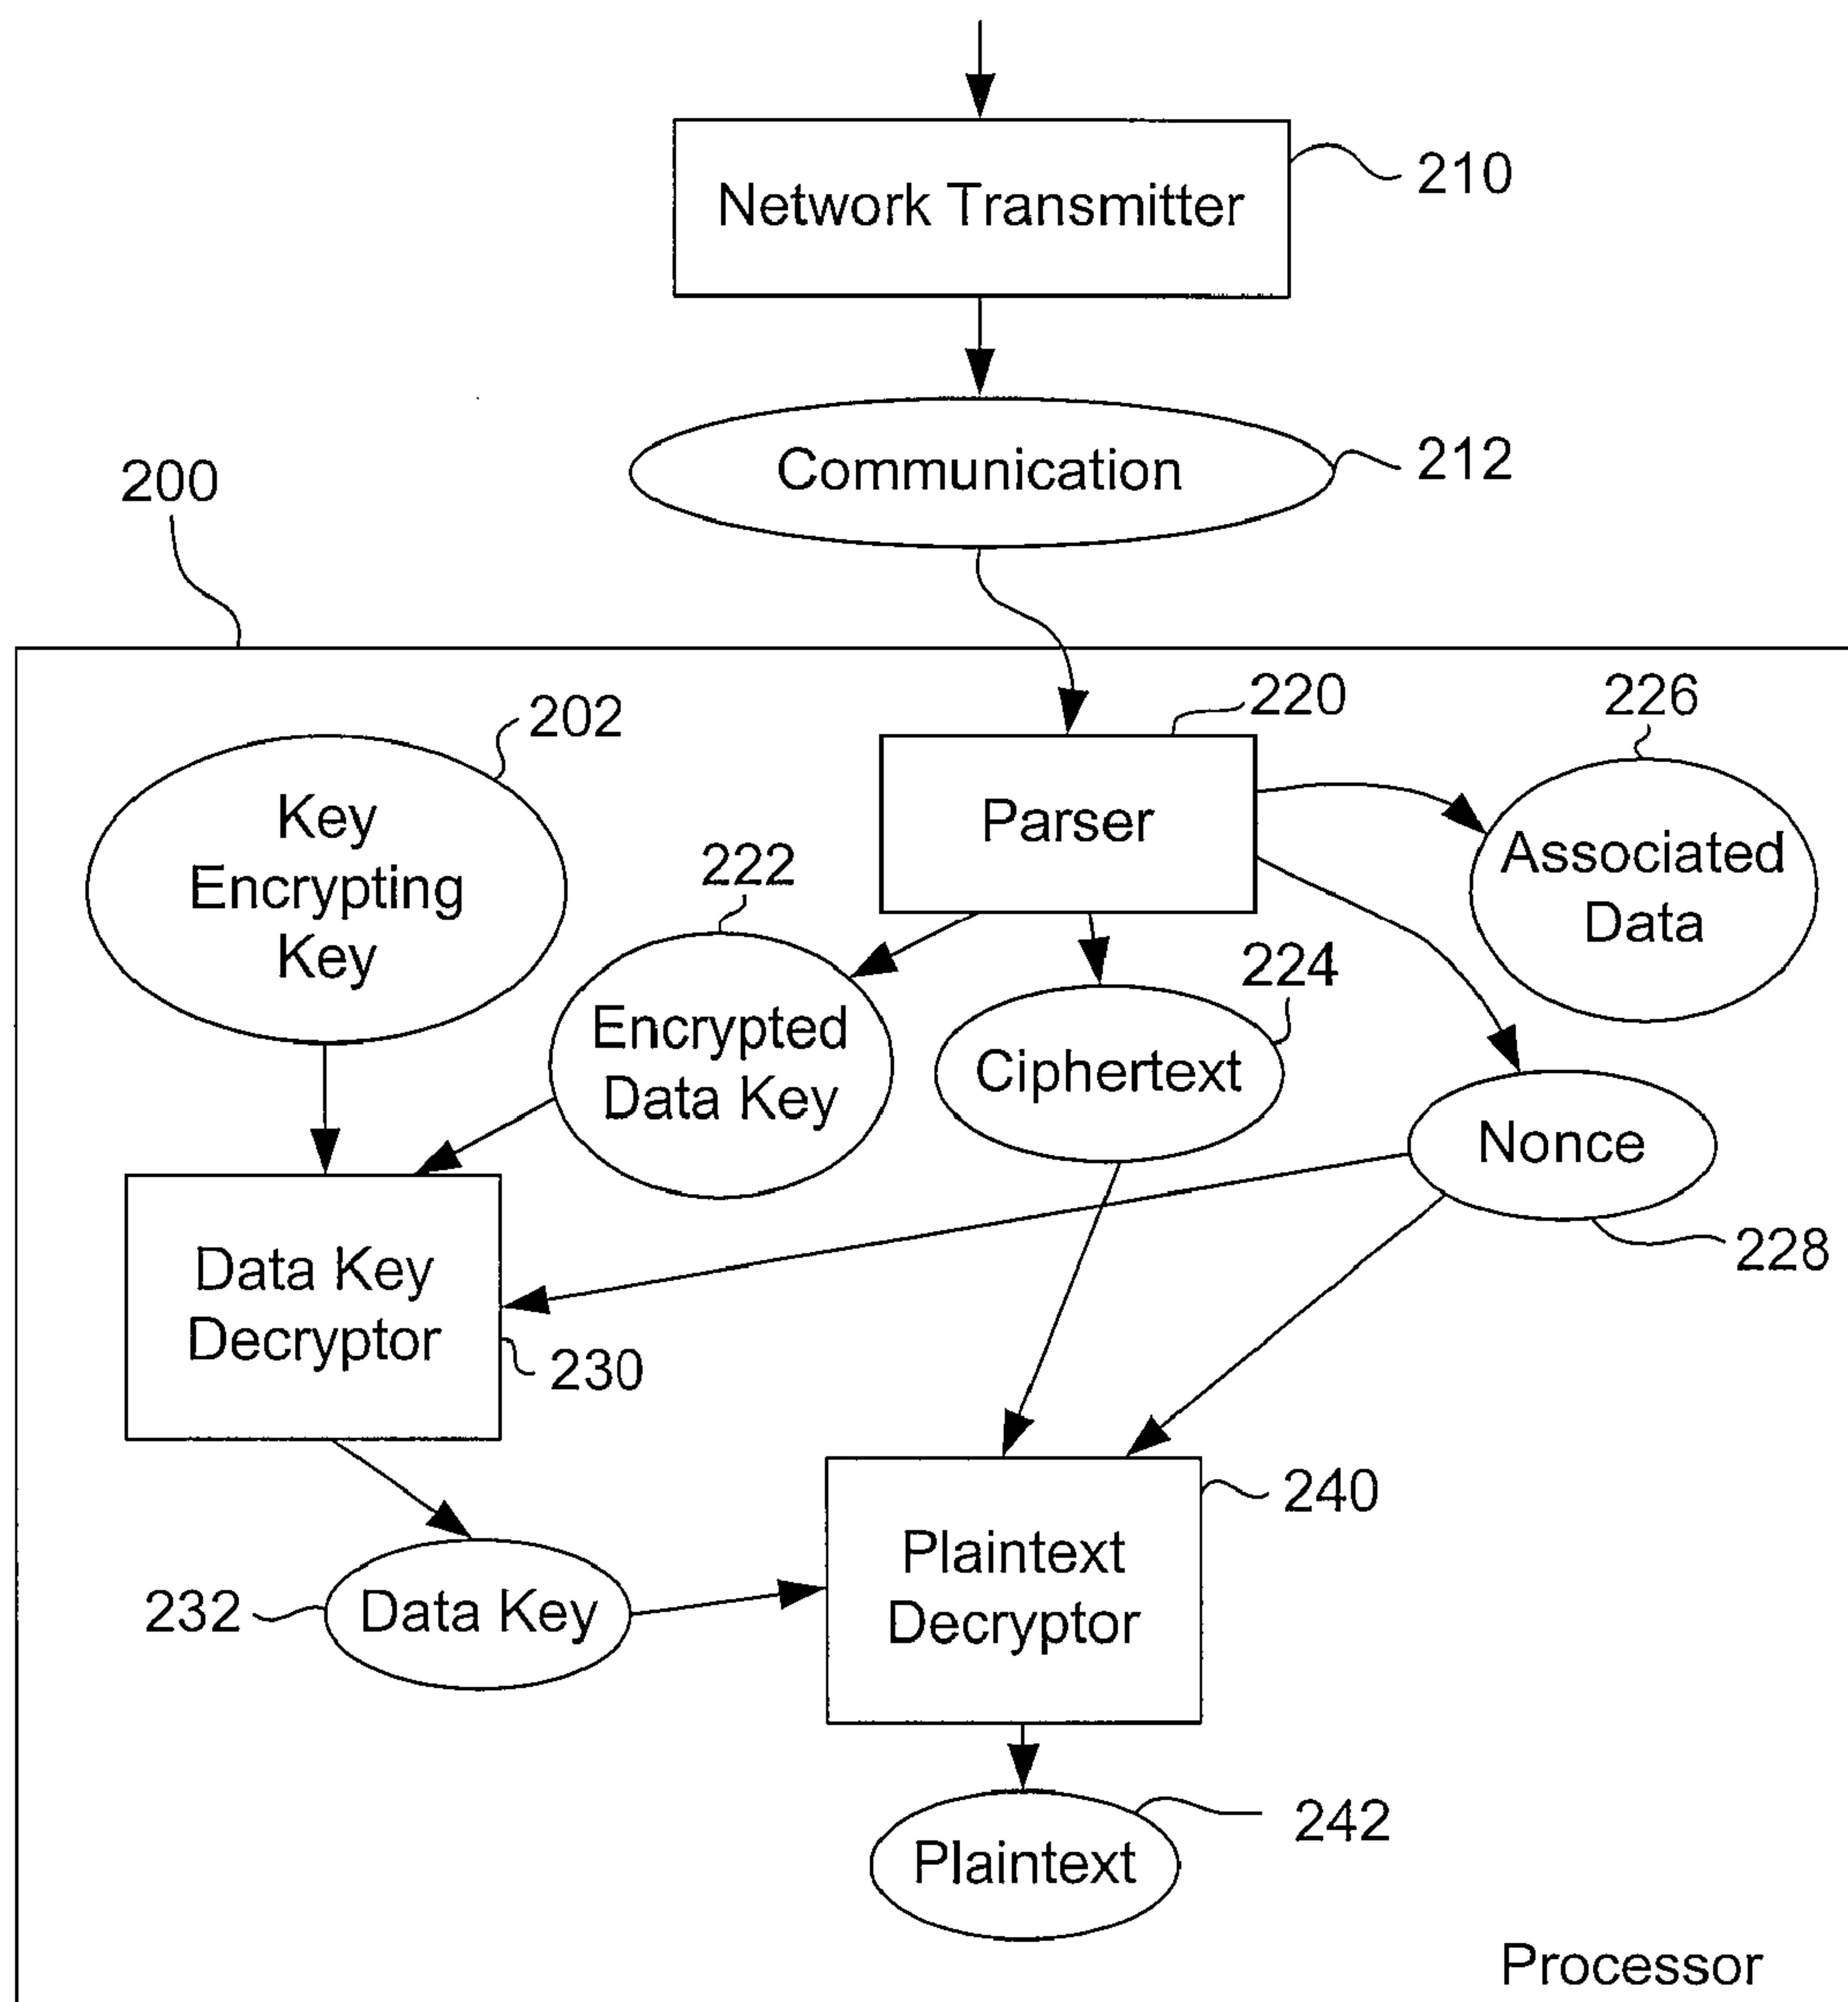 Network Transmitter
210
Communication
212
200
202
220
226
Key
Encrypting
Key
Parser
Associated
Data
222
224
Encrypted
Data Key
Ciphertext
Nonce
228
Data Key
Decryptor
230
240
Plaintext
Decryptor
232
Data Key
242
Plaintext
Processor